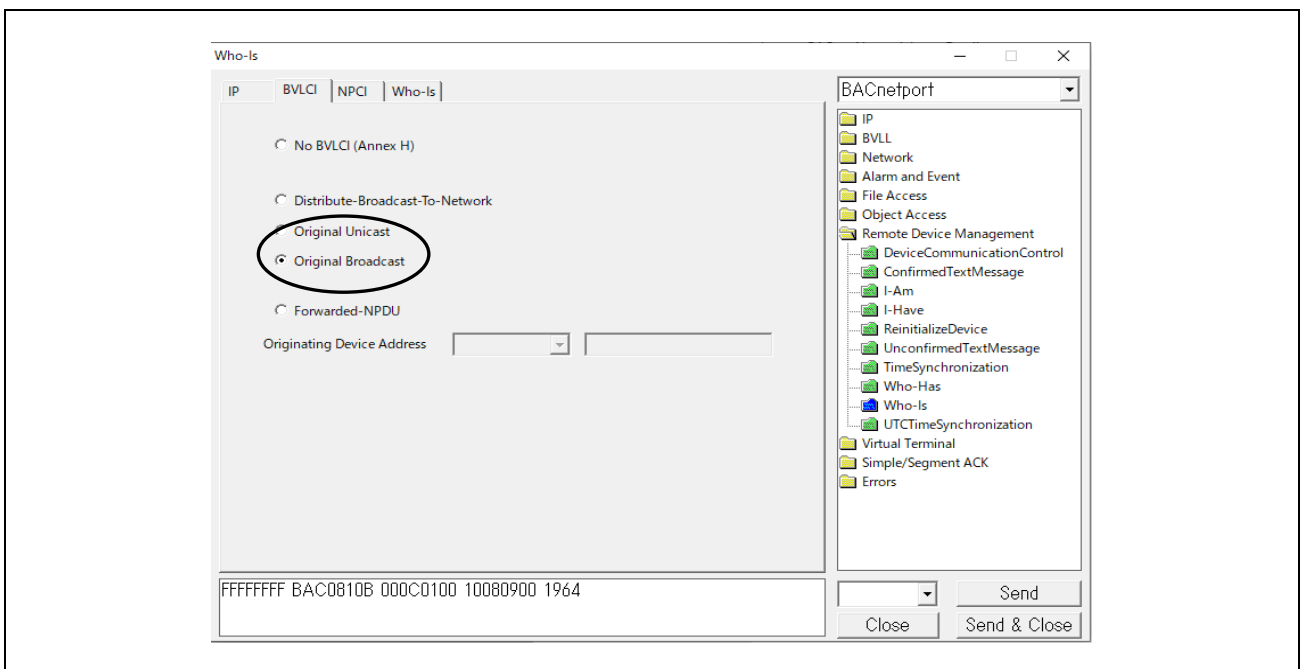 Who-Is
IP BVLCI NPCI Who-Is
No BVLCI (Annex H)
Distribute-Broadcast-To-Network
Original Unicast
Original Broadcast
Forwarded-NPDU
Originating Device Address
FFFFFFFF BAC0810B 000C0100 10080900 1964
BACnetport
IP
BVLL
Network
Alarm and Event
File Access
Object Access
Remote Device Management
DeviceCommunicationControl
ConfirmedTextMessage
I-Am
I-Have
ReinitializeDevice
UnconfirmedTextMessage
TimeSynchronization
Who-Has
Who-Is
UTCTimeSynchronization
Virtual Terminal
Simple/Segment ACK
Errors
Send
Close Send & Close